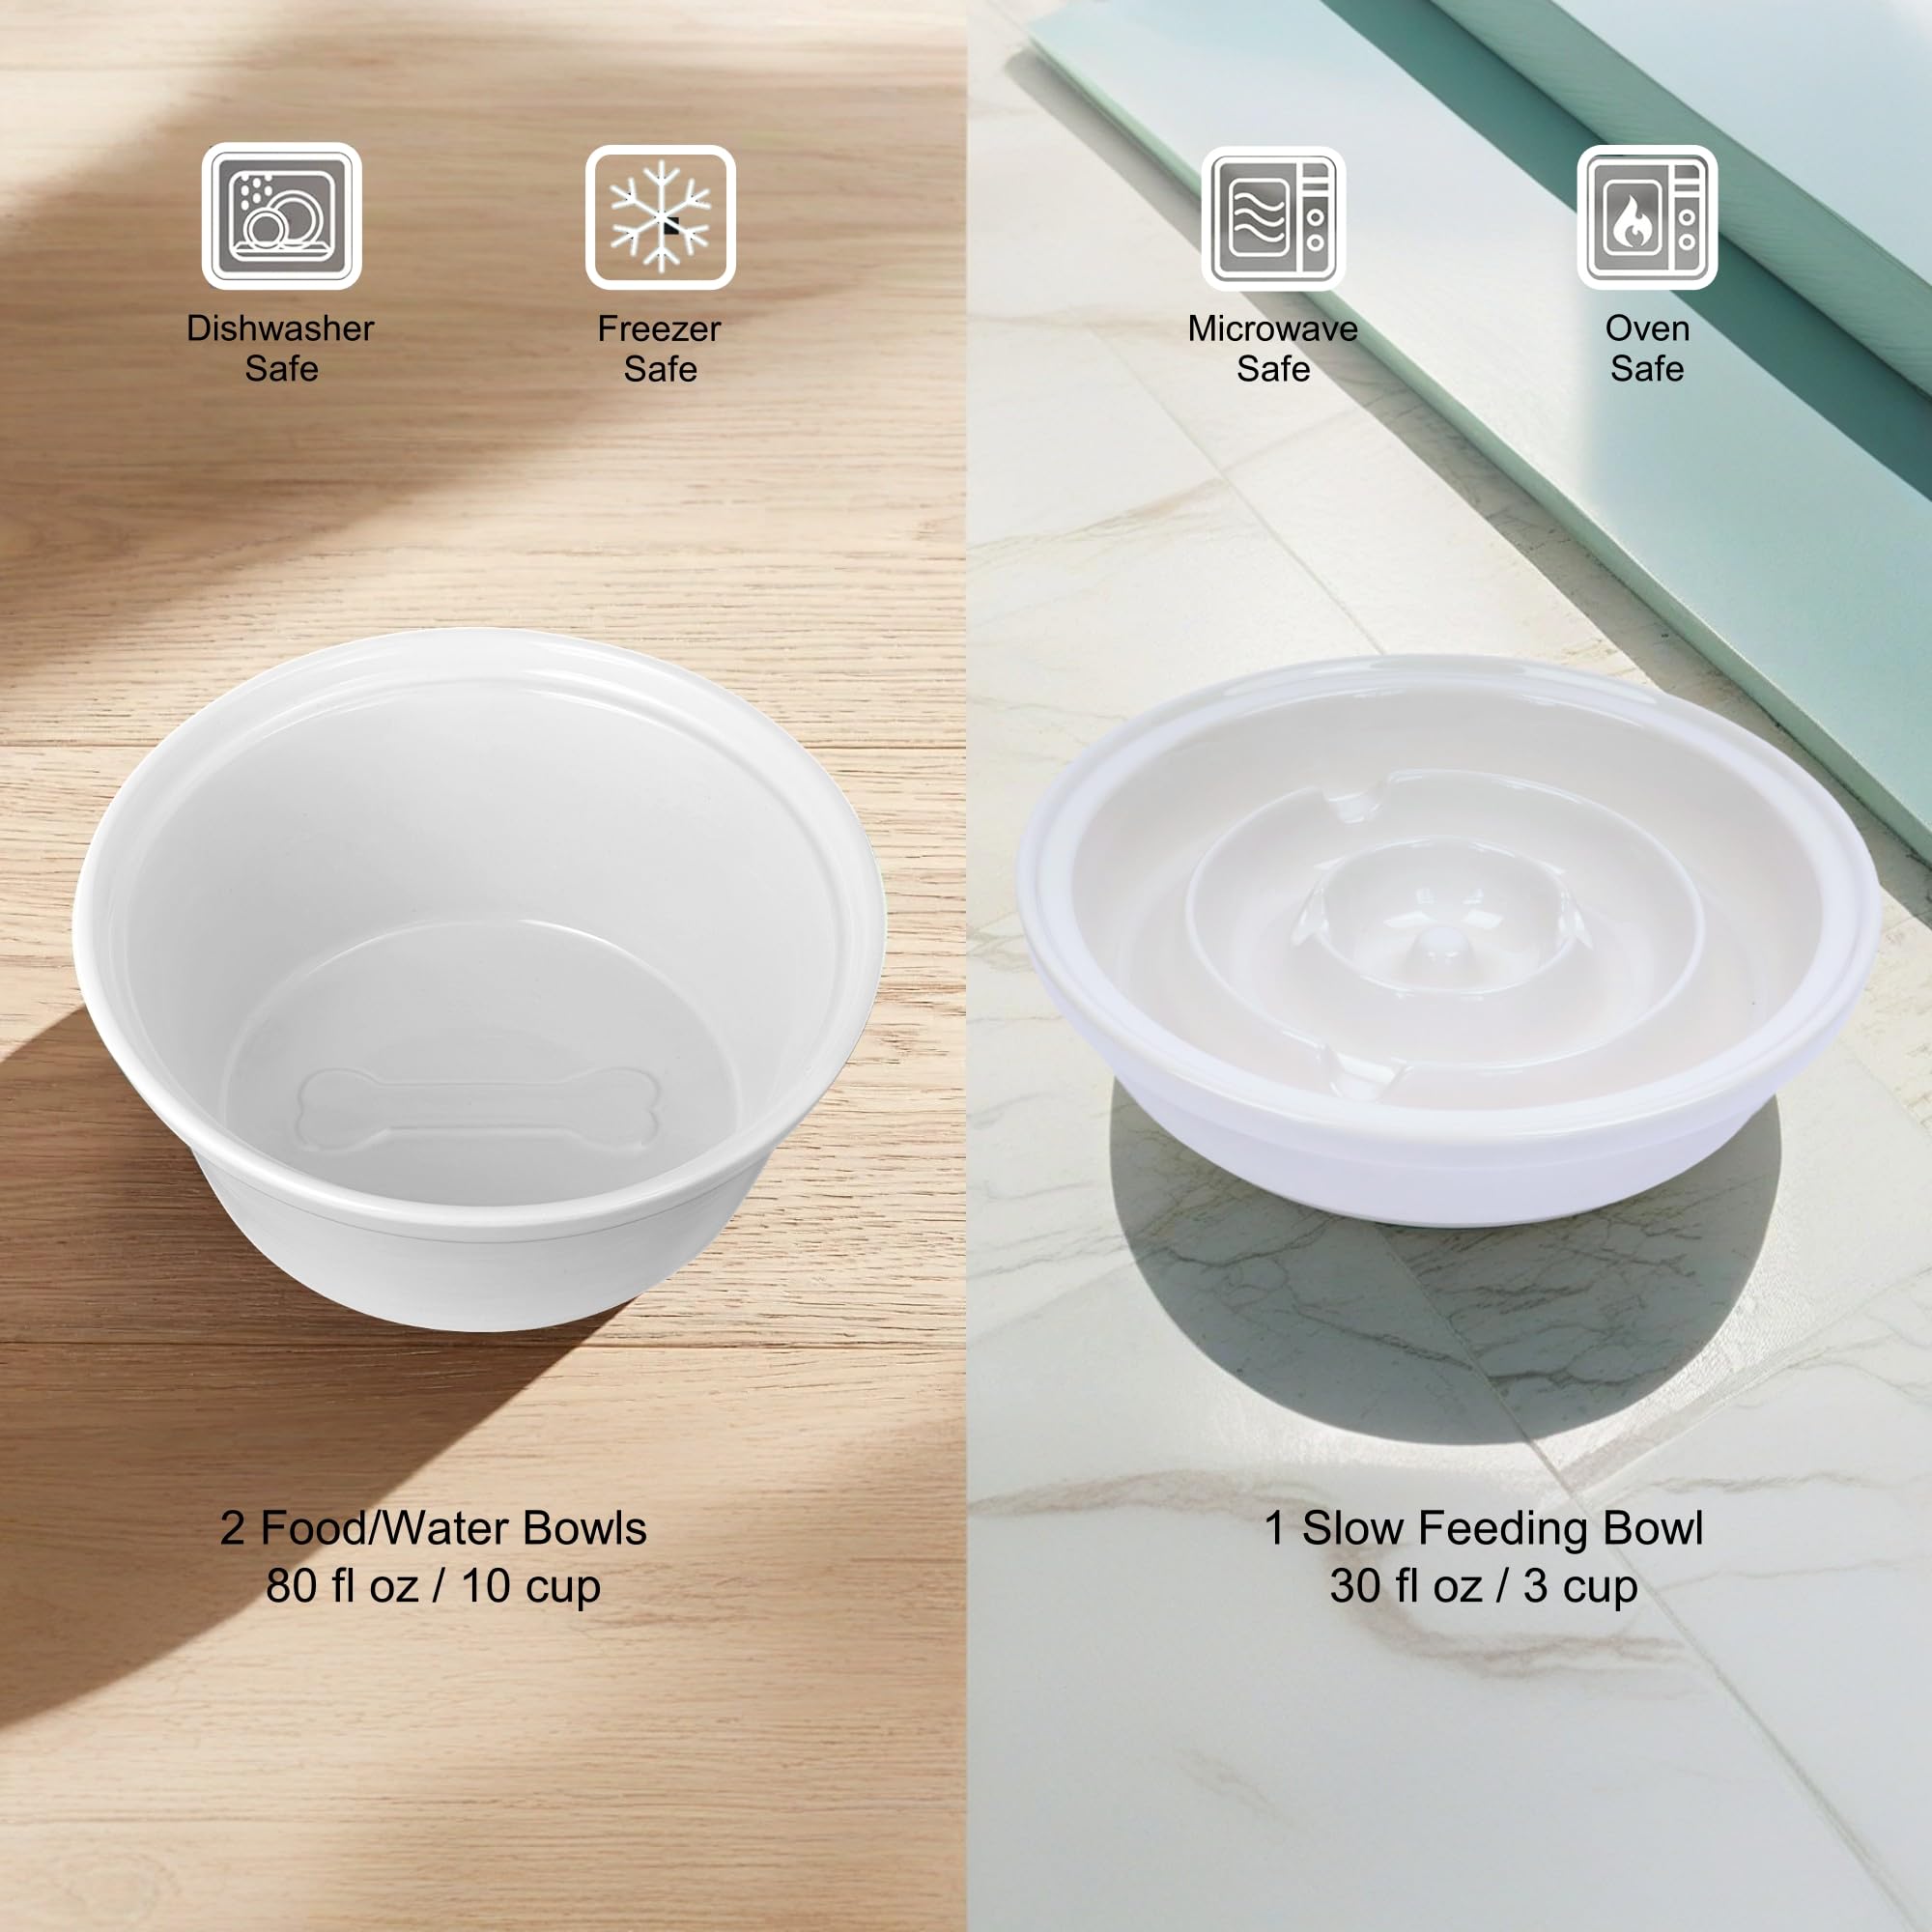 Dishwasher
Safe
Freezer
Safe
Microwave
Safe
Oven
Safe
2 Food/Water Bowls
80 fl oz / 10 cup
1 Slow Feeding Bowl
30 fl oz / 3 cup